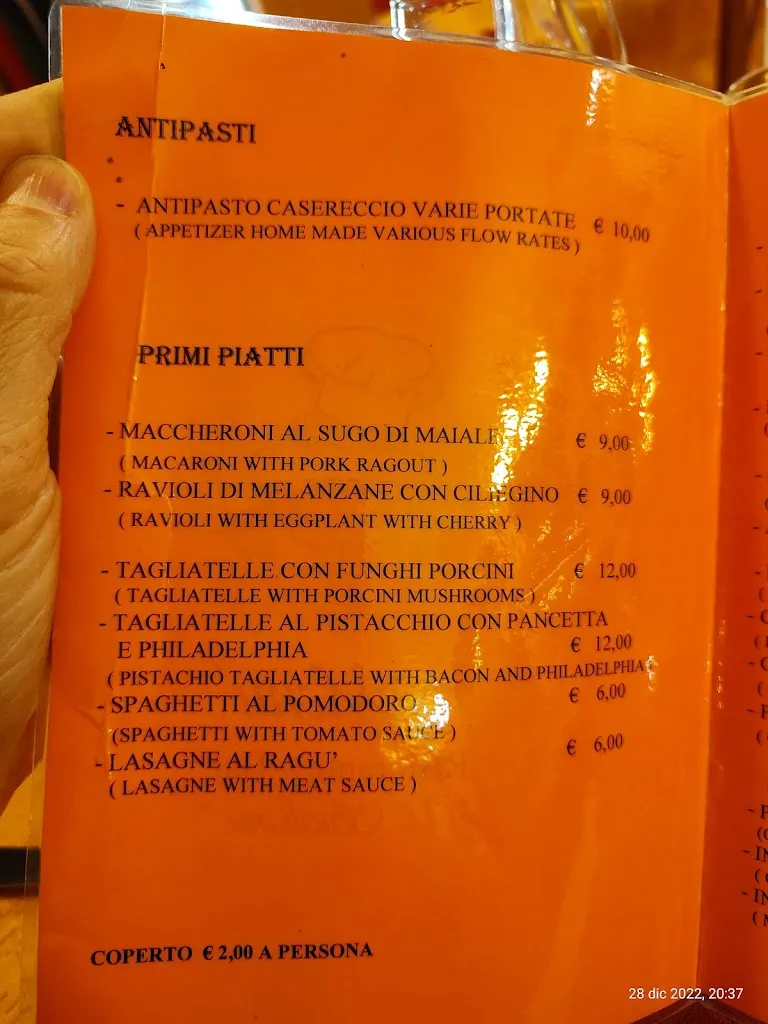 ANTIPASTI
- ANTIPASTO CASERECCIO VARIE PORTATE € 10,00
( APPETIZER HOME MADE VARIOUS FLOW RATES )
PRIMI PIATTI
- MACCHERONI AL SUGO DI MAIALE € 9,00
( MACARONI WITH PORK RAGOUT )
- RAVIOLI DI MELANZANE CON CILIEGINO € 9,00
( RAVIOLI WITH EGGPLANT WITH CHERRY )
- TAGLIATELLE CON FUNGHI PORCINI € 12,00
( TAGLIATELLE WITH PORCINI MUSHROOMS )
- TAGLIATELLE AL PISTACCHIO CON PANCETTA
E PHILADELPHIA € 12,00
( PISTACHIO TAGLIATELLE WITH BACON AND PHILADELPHIA )
- SPAGHETTI AL POMODORO € 6,00
(SPAGHETTI WITH TOMATO SAUCE )
- LASAGNE AL RAGU' € 6,00
( LASAGNE WITH MEAT SAUCE )
COPERTO € 2,00 A PERSONA
28 dic 2022, 20:37